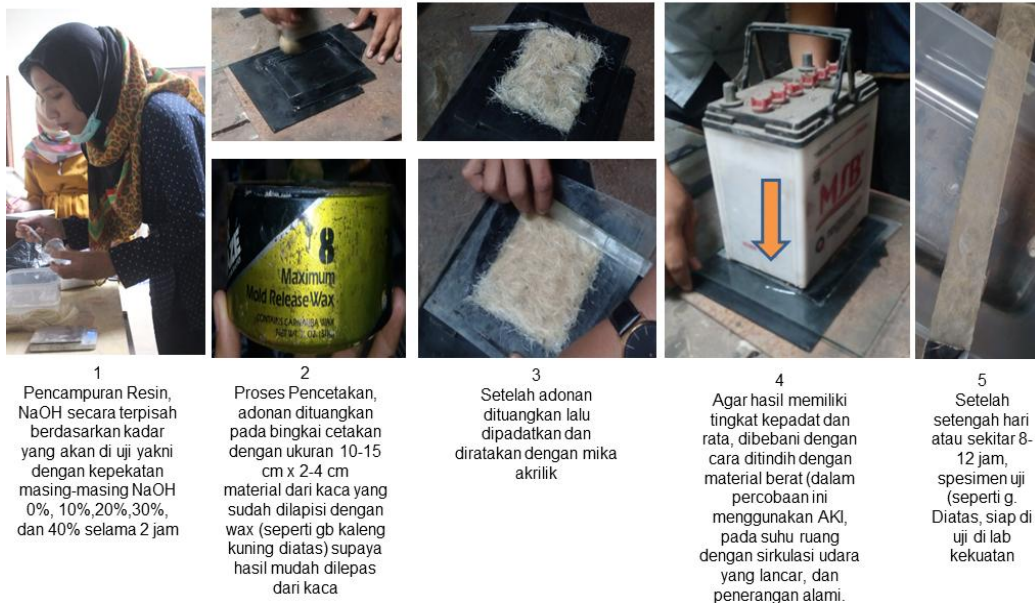 8
Maximum
Mold Release Wax
CONTAINS CARNAUBA WAX
MSB
1
Pencampuran Resin,
NaOH secara terpisah
berdasarkan kadar
yang akan di uji yakni
dengan kepekatan
masing-masing NaOH
0%, 10%,20%,30%,
dan 40% selama 2 jam
2
Proses Pencetakan,
adonan dituangkan
pada bingkai cetakan
dengan ukuran 10-15
cm x 2-4 cm
material dari kaca yang
sudah dilapisi dengan
wax (seperti gb kaleng
kuning diatas) supaya
hasil mudah dilepas
dari kaca
3
Setelah adonan
dituangkan lalu
dipadatkan dan
diratakan dengan mika
akrilik
4
Agar hasil memiliki
tingkat kepadat dan
rata, dibebani dengan
cara ditindih dengan
material berat (dalam
percobaan ini
menggunakan AKI,
pada suhu ruang
dengan sirkulasi udara
yang lancar, dan
penerangan alami.
5
Setelah
setengah hari
atau sekitar 8-
12 jam,
spesimen uji
(seperti g.
Diatas, siap di
uji di lab
kekuatan